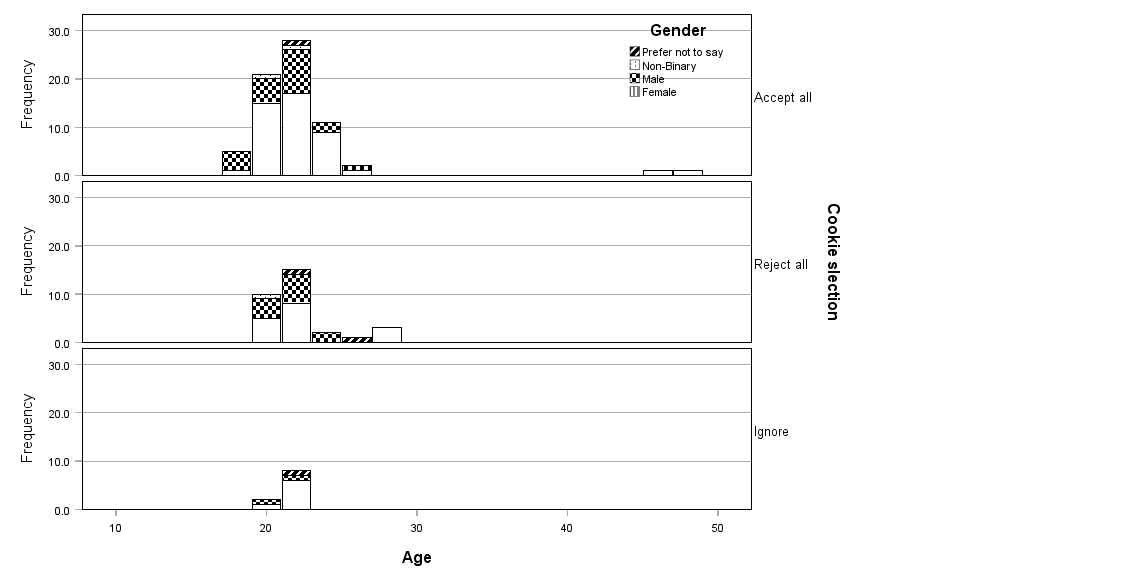 Gender
Prefer not to say
Non-Binary
Male
Female
Frequency
30.0
20.0
10.0
0.0
Accept all
Frequency
30.0
20.0
10.0
0.0
Reject all
Cookie slection
Frequency
30.0
20.0
10.0
0.0
Ignore
10 20 30 40 50
Age